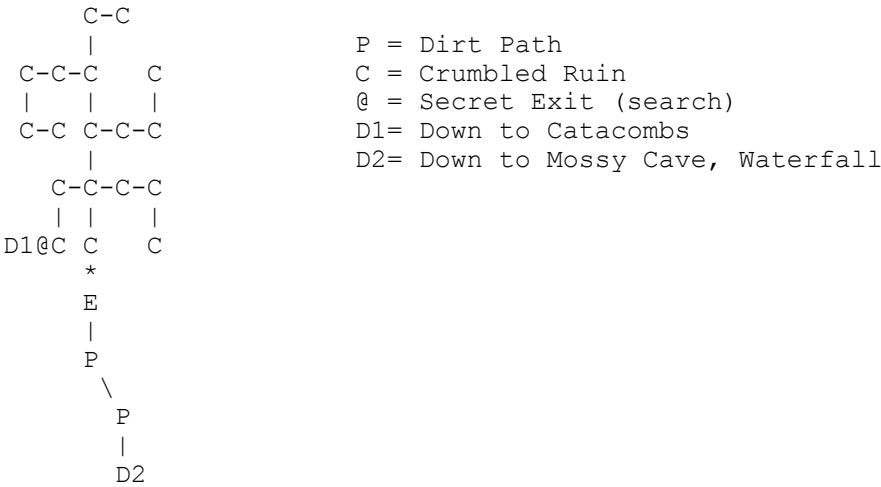 C-C
      |                P = Dirt Path
 C-C-C   C             C = Crumbled Ruin
 |   |   |             @ = Secret Exit (search)
 C-C C-C-C             D1= Down to Catacombs
     |                 D2= Down to Mossy Cave, Waterfall
   C-C-C-C
   | |   |
D1@C C   C
     *
     E
     |
     P
      \
       P
       |
       D2